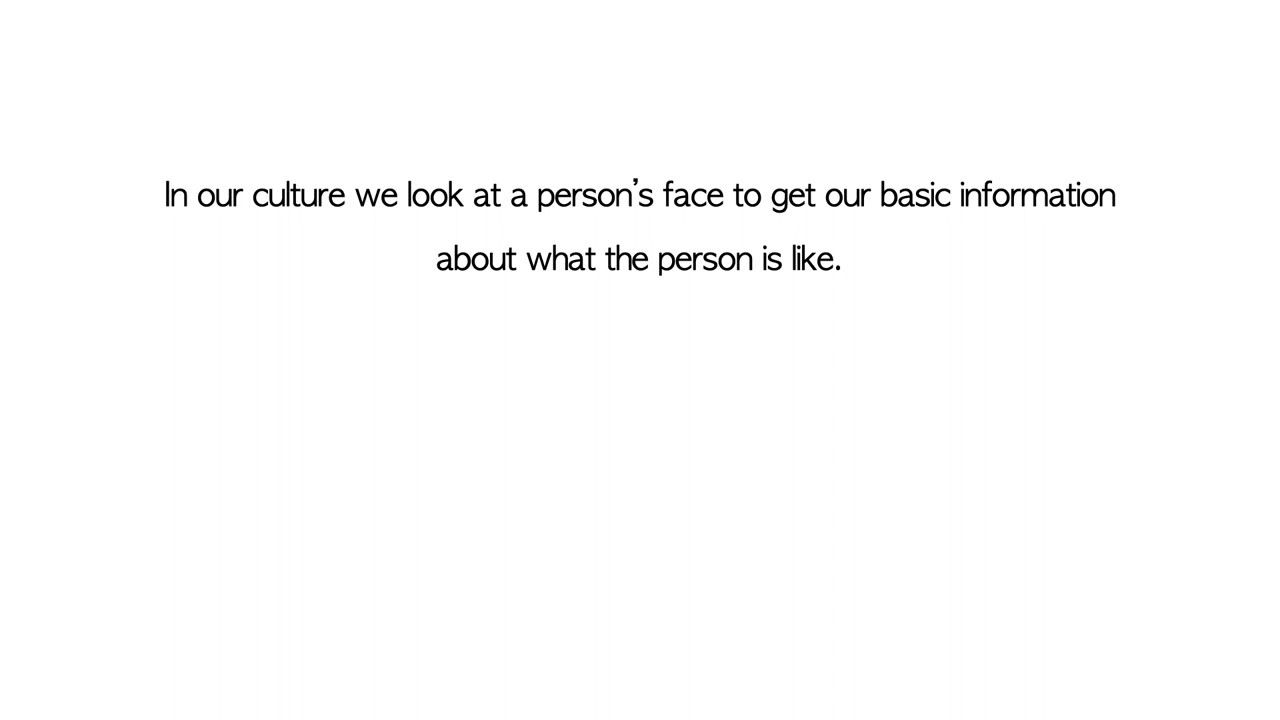 In our culture we look at a person’s face to get our basic information
about what the person is like.